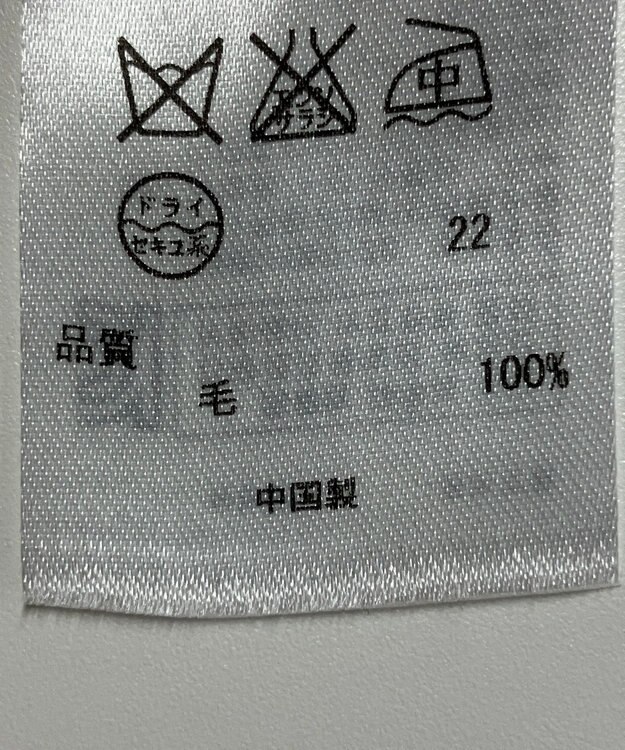 エンソ
サラシ
中
ドライ
セキユ系
22
品質
毛 100%
中国製